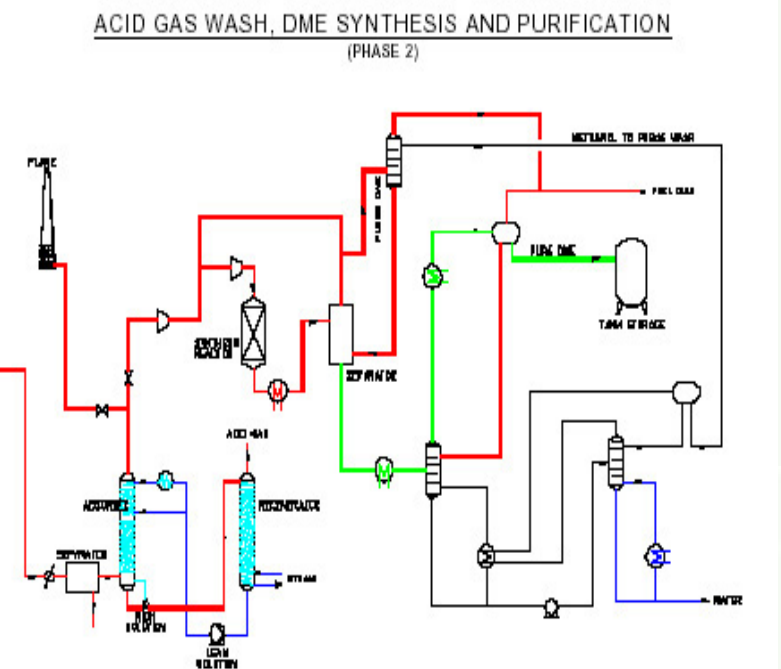 ACID GAS WASH, DME SYNTHESIS AND PURIFICATION
(PHASE 2)
FLARE
METHANOL TO PURGE WASH
PURGE GAS
FUEL GAS
PURE DME
TANK STORAGE
SYNTHESIS
REACTOR
SEPARATOR
ACID GAS
ABSORBER
REGENERATOR
SEPARATOR
STEAM
RICH
SOLUTION
LEAN
SOLUTION
WATER